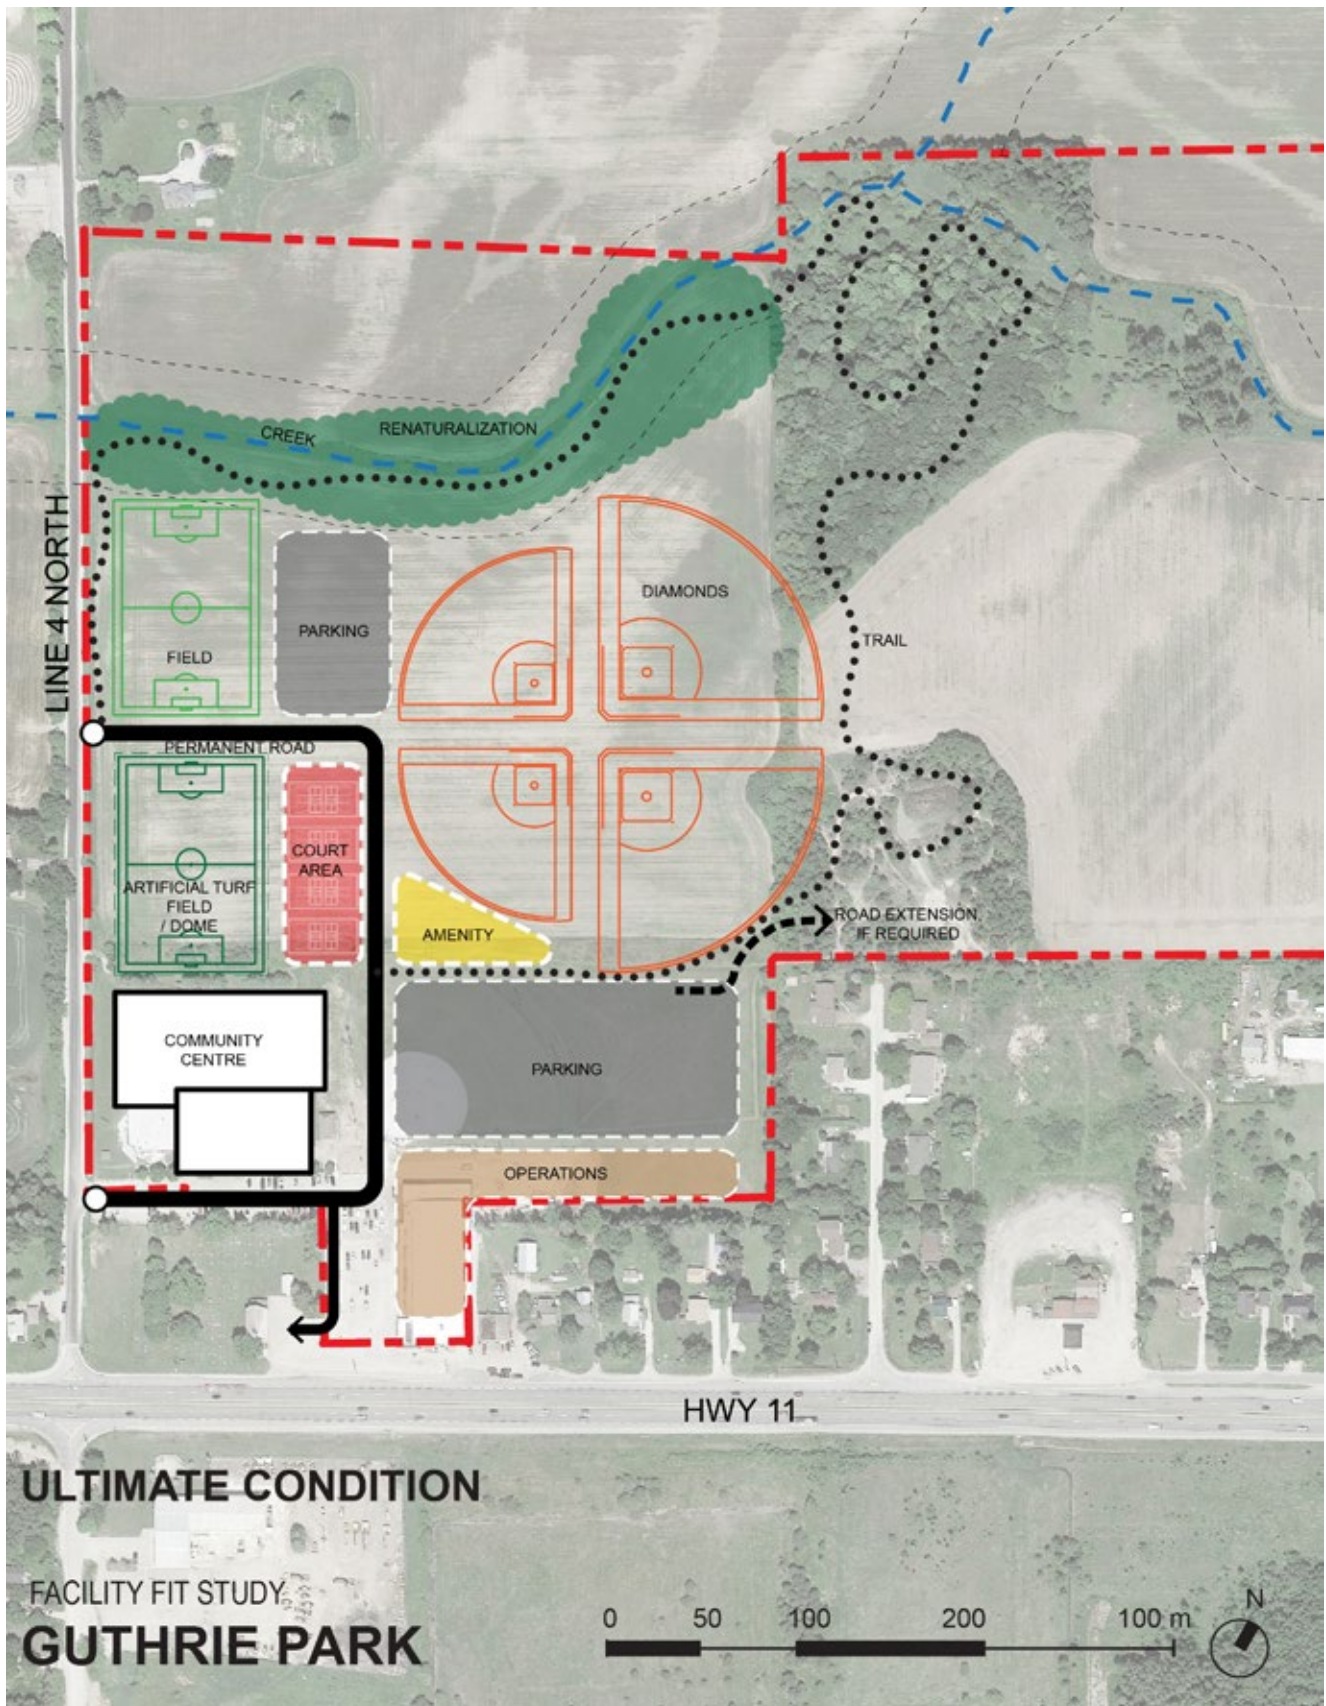 CREEK
RENATURALIZATION
LINE 4 NORTH
DIAMONDS
PARKING
FIELD
TRAIL
PERMANENT ROAD
COURT
AREA
ARTIFICIAL TURF
FIELD
/ DOME
AMENITY
ROAD EXTENSION
IF REQUIRED
COMMUNITY
CENTRE
PARKING
OPERATIONS
HWY 11
ULTIMATE CONDITION
FACILITY FIT STUDY
GUTHRIE PARK
0 50 100 200 100 m
N